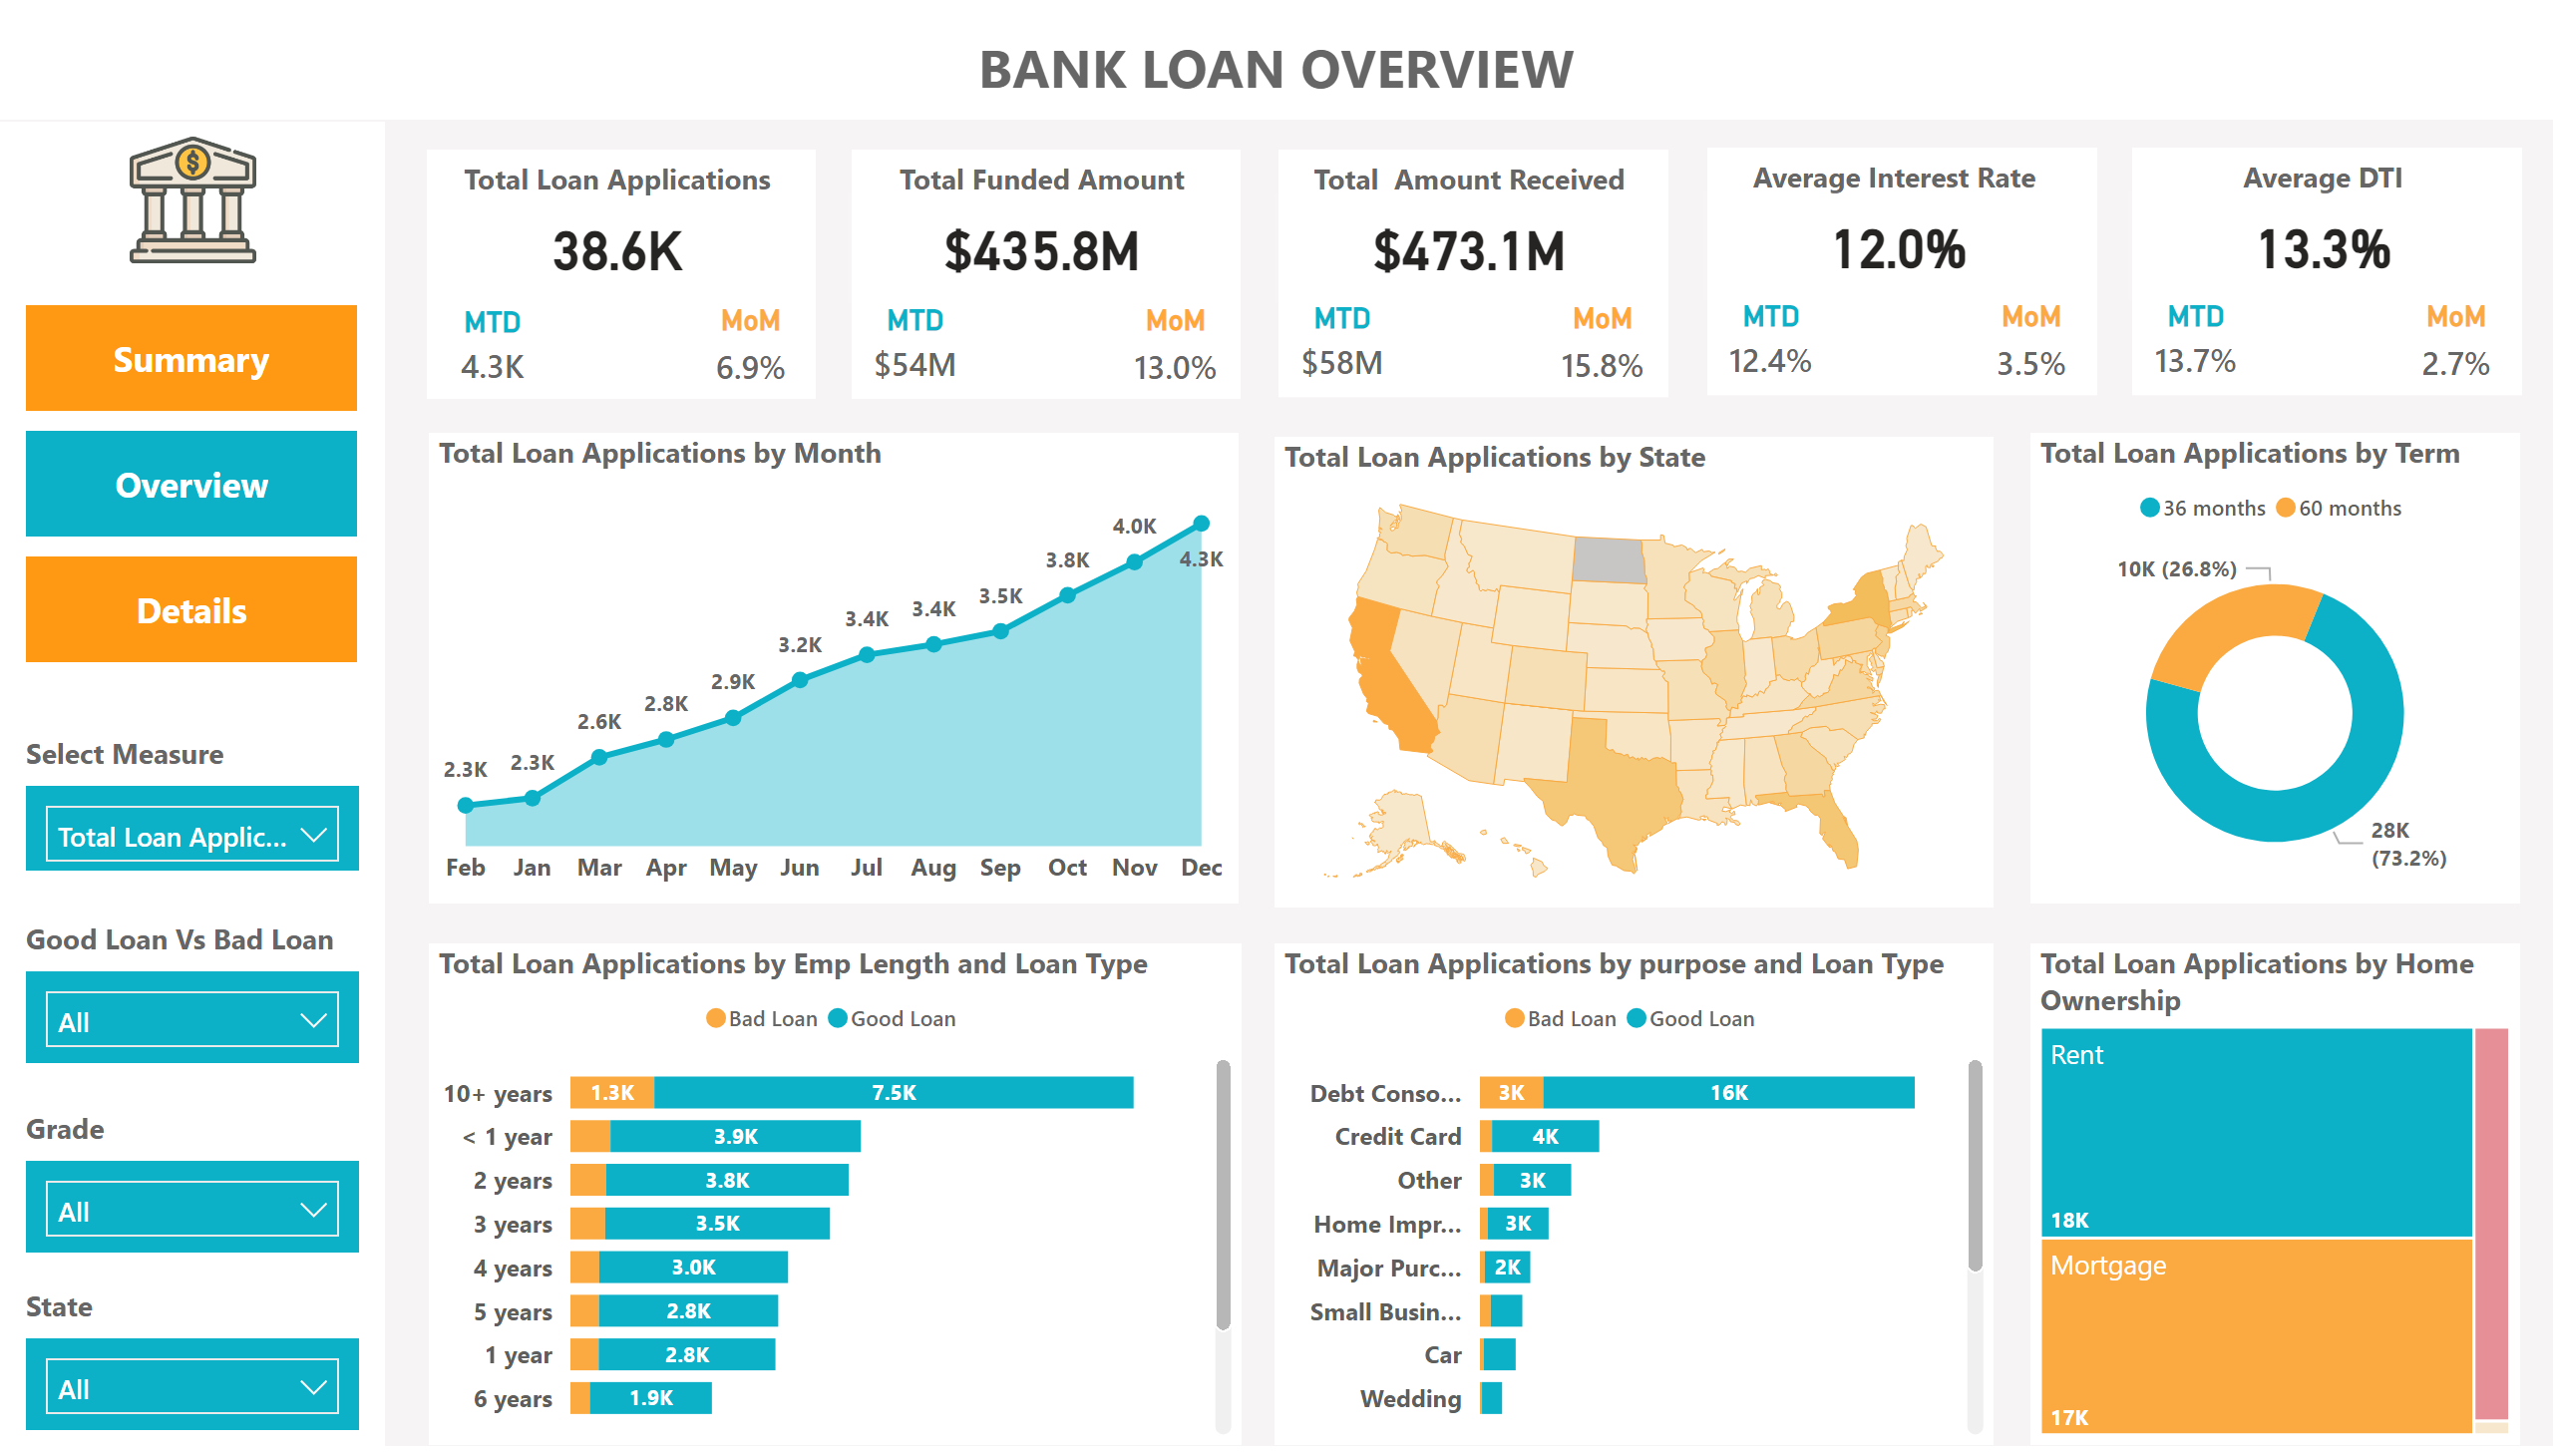 BANK LOAN OVERVIEW
$
Summary
Overview
Details
Select Measure
Total Loan Applic...
Good Loan Vs Bad Loan
All
Grade
All
State
All
Total Loan Applications
38.6K
MTD MoM
4.3K 6.9%
Total Funded Amount
$435.8M
MTD MoM
$54M 13.0%
Total Amount Received
$473.1M
MTD MoM
$58M 15.8%
Average Interest Rate
12.0%
MTD MoM
12.4% 3.5%
Average DTI
13.3%
MTD MoM
13.7% 2.7%
Total Loan Applications by Month
2.3K 2.3K 2.6K 2.8K 2.9K 3.2K 3.4K 3.4K 3.5K 3.8K 4.0K 4.3K
Feb Jan Mar Apr May Jun Jul Aug Sep Oct Nov Dec
Total Loan Applications by State
Total Loan Applications by Term
36 months 60 months
10K (26.8%)
28K
(73.2%)
Total Loan Applications by Emp Length and Loan Type
Bad Loan Good Loan
10+ years 1.3K 7.5K
< 1 year 3.9K
2 years 3.8K
3 years 3.5K
4 years 3.0K
5 years 2.8K
1 year 2.8K
6 years 1.9K
Total Loan Applications by purpose and Loan Type
Bad Loan Good Loan
Debt Conso... 3K 16K
Credit Card 4K
Other 3K
Home Impr... 3K
Major Purc... 2K
Small Busin...
Car
Wedding
Total Loan Applications by Home
Ownership
Rent
18K
Mortgage
17K